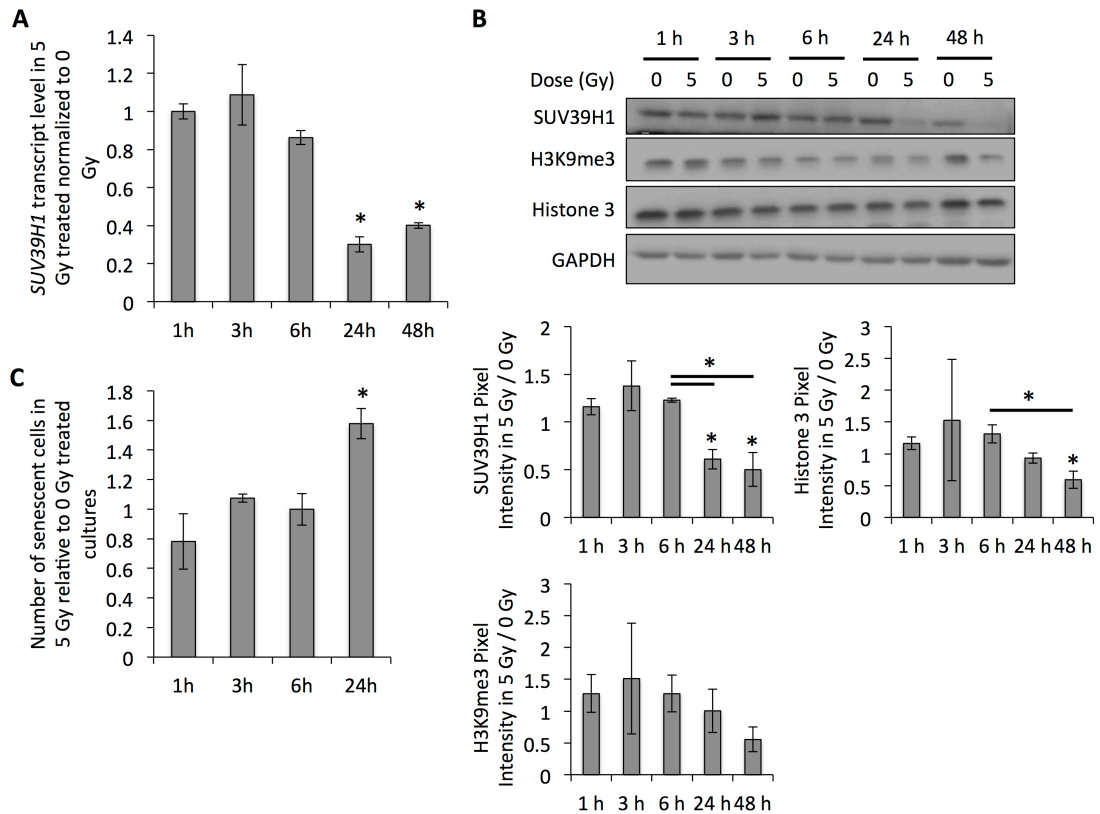 A
SUV39H1 transcript level in 5
Gy treated normalized to 0
Gy
1.4
1.2
1
0.8
0.6
0.4
0.2
0
*
*
1h 3h 6h 24h 48h
B
1 h 3 h 6 h 24 h 48 h
Dose (Gy) 0 5 0 5 0 5 0 5 0 5
SUV39H1
H3K9me3
Histone 3
GAPDH
SUV39H1 Pixel
Intensity in 5 Gy / 0 Gy
2
1.5
1
0.5
0
*
* *
1 h 3 h 6 h 24 h 48 h
Histone 3 Pixel
Intensity in 5 Gy / 0 Gy
3
2.5
2
1.5
1
0.5
0
*
*
1 h 3 h 6 h 24 h 48 h
H3K9me3 Pixel
Intensity in 5 Gy / 0 Gy
3
2.5
2
1.5
1
0.5
0
1 h 3 h 6 h 24 h 48 h
C
Number of senescent cells in
5 Gy relative to 0 Gy treated
cultures
1.8
1.6
1.4
1.2
1
0.8
0.6
0.4
0.2
0
*
1h 3h 6h 24h